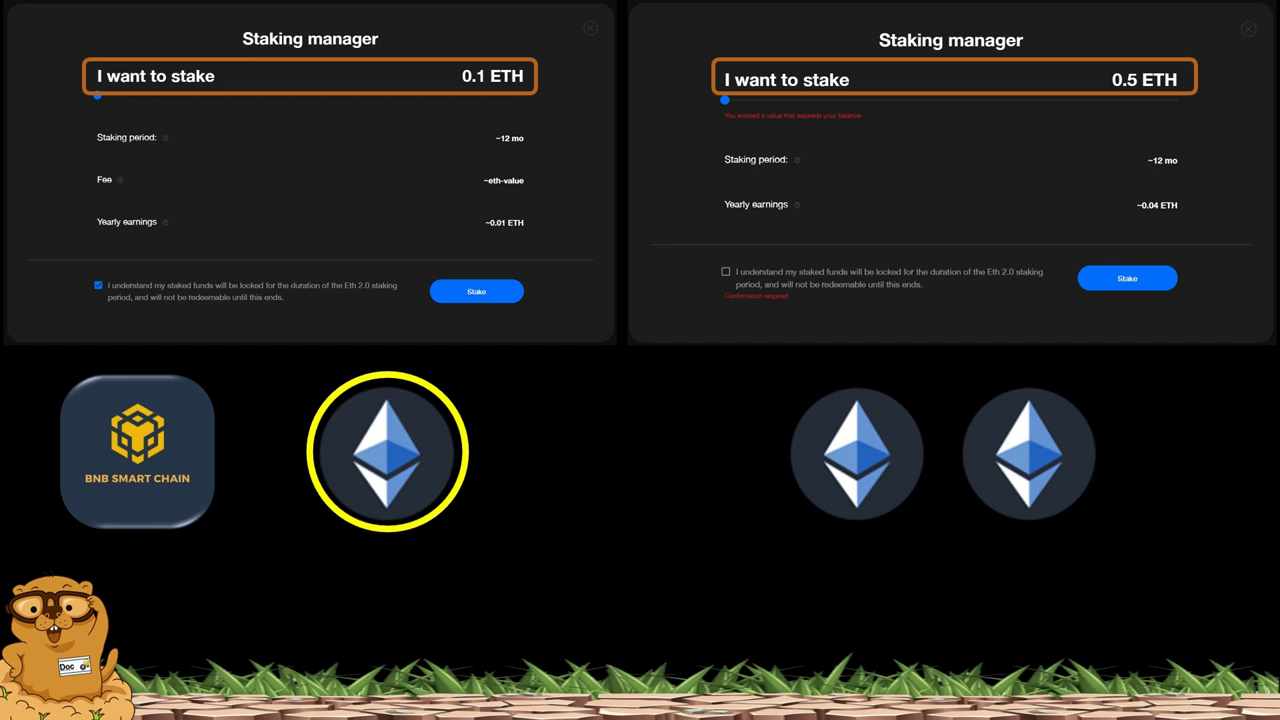 Staking manager
I want to stake 0.1 ETH
Staking period: ~12 mo
Fee ~eth-value
Yearly earnings ~0.01 ETH
I understand my staked funds will be locked for the duration of the Eth 2.0 staking
period, and will not be redeemable until this ends.
Stake
Staking manager
I want to stake 0.5 ETH
You entered a value that exceeds your balance
Staking period: ~12 mo
Yearly earnings ~0.04 ETH
I understand my staked funds will be locked for the duration of the Eth 2.0 staking
period, and will not be redeemable until this ends.
Confirmation required
Stake
BNB SMART CHAIN
Doc